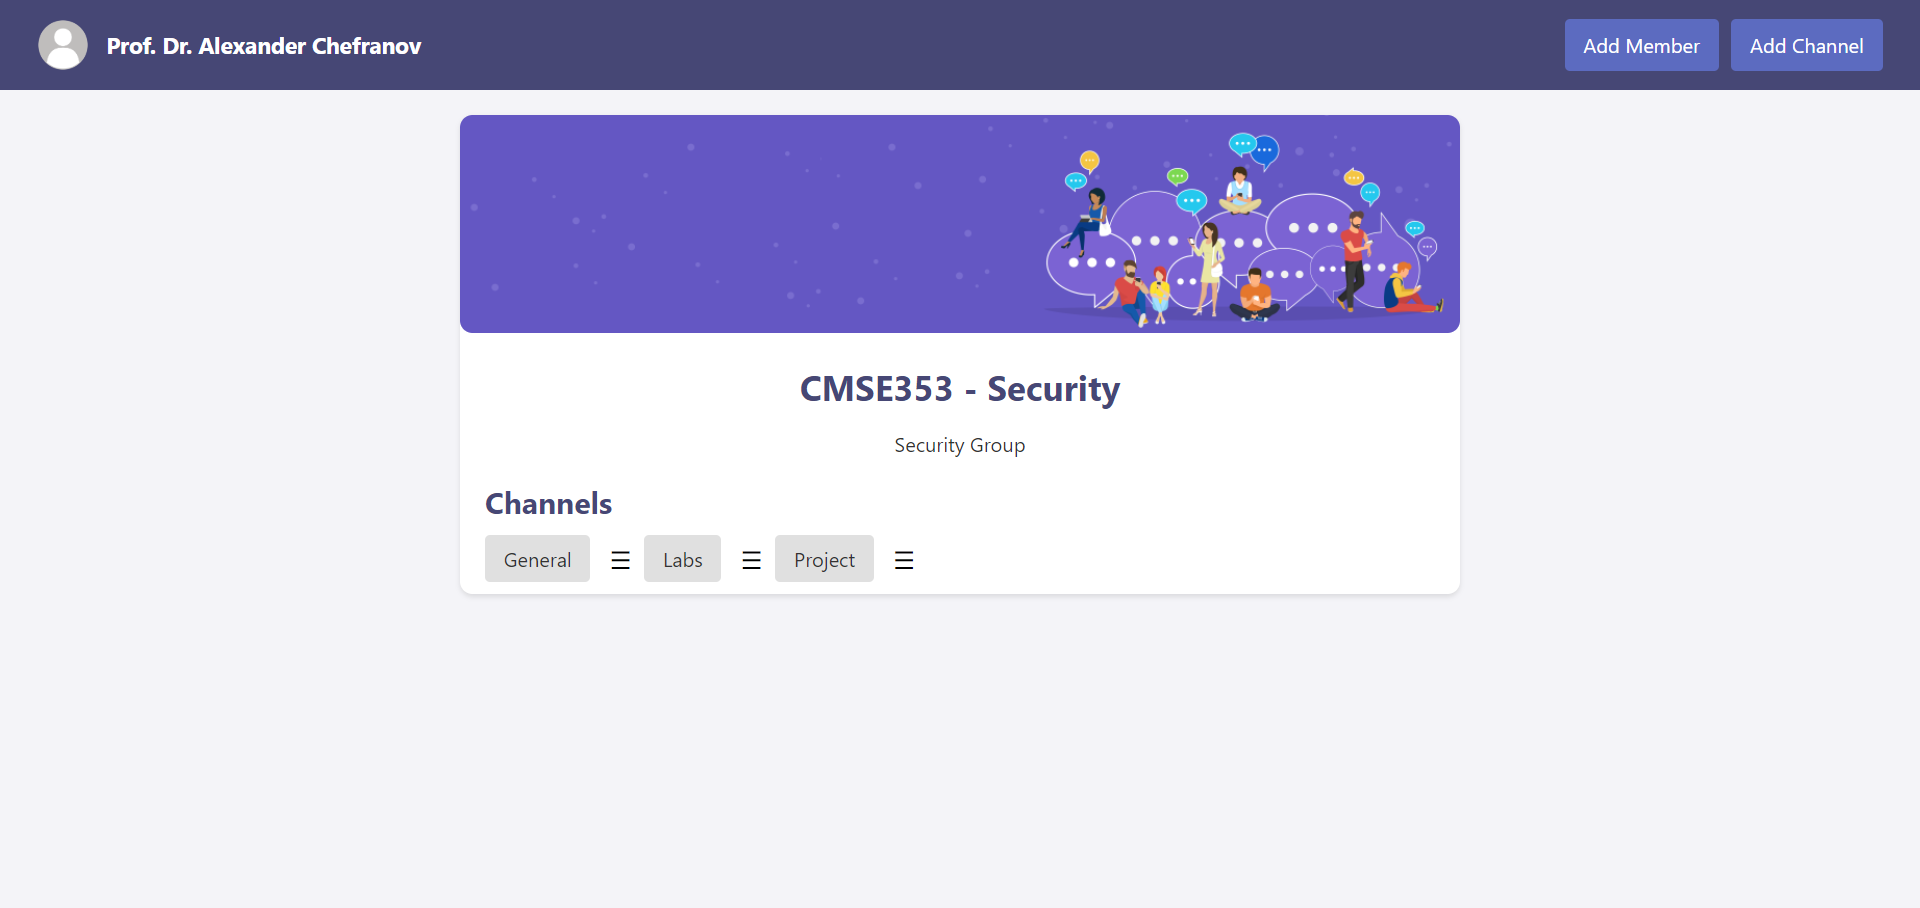 Prof. Dr. Alexander Chefranov
Add Member
Add Channel
CMSE353 - Security
Security Group
Channels
General
Labs
Project